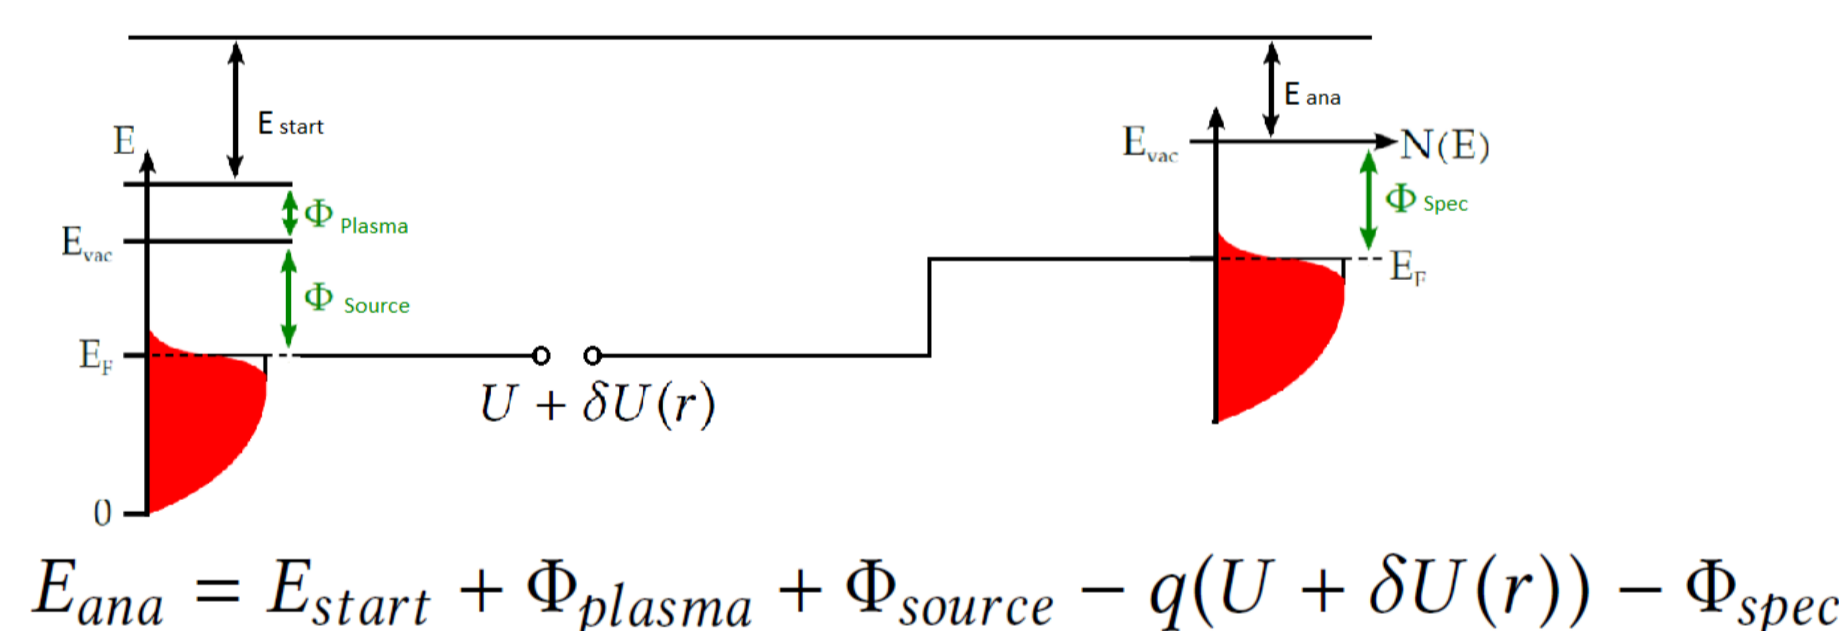 E start
E ana
E
E_vac
N(E)
Φ Plasma
Φ Spec
E_vac
Φ Source
E_F
E_F
U + δU(r)
0
E_ana = E_start + Φ_plasma + Φ_source − q(U + δU(r)) − Φ_spec